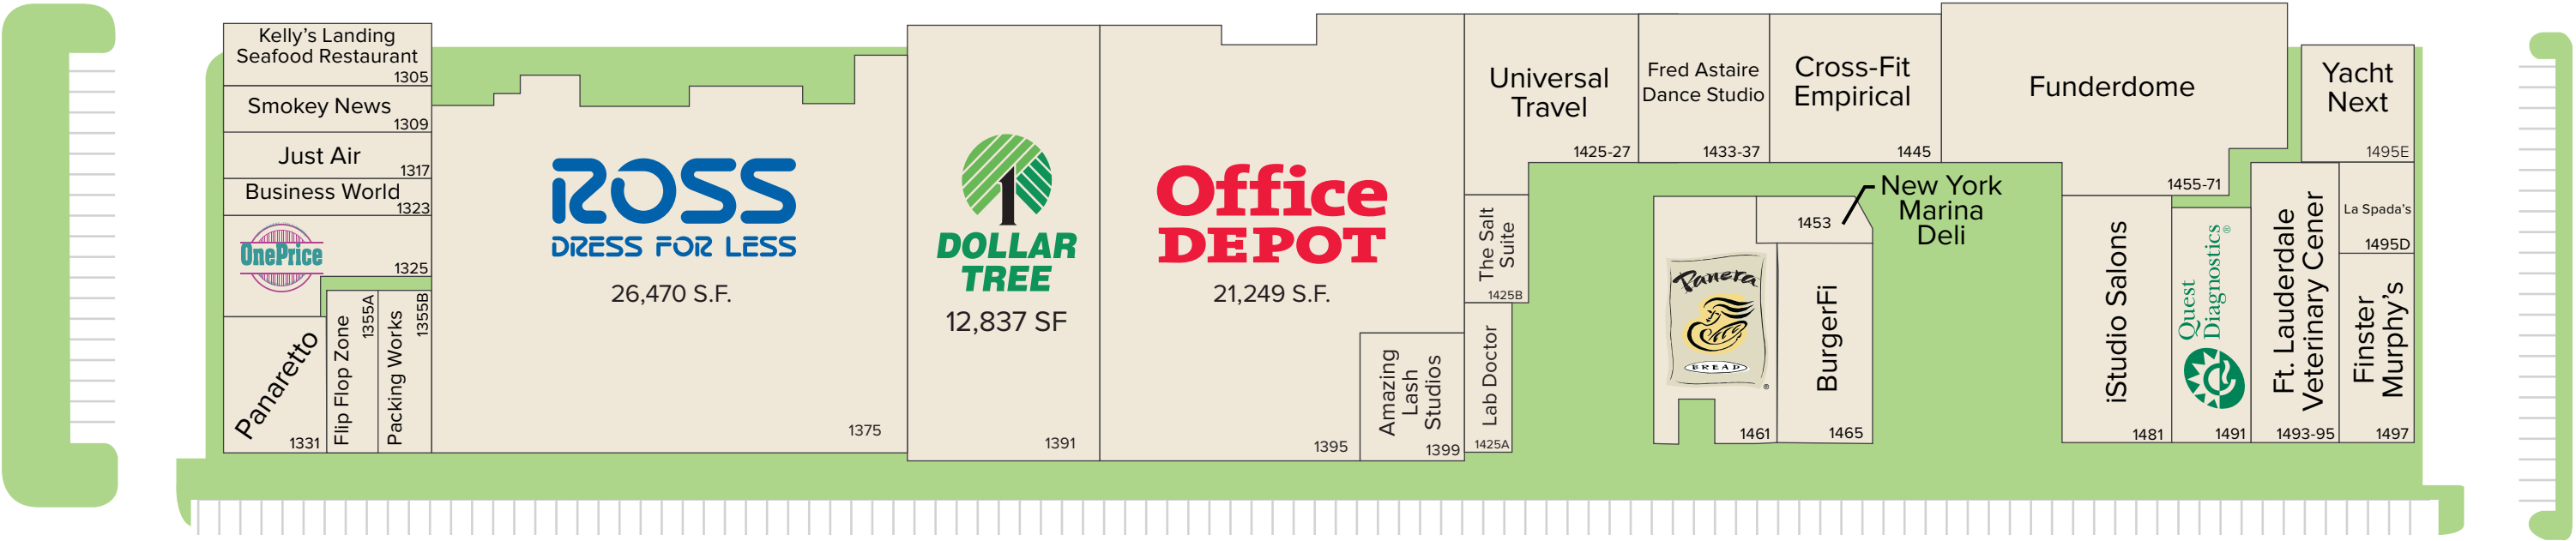 Kelly's Landing
Seafood Restaurant
1305
Smokey News
1309
Just Air
1317
Business World
1323
OnePrice
1325
Panaretto
1331
Flip Flop Zone
1355A
Packing Works
1355B
ROSS
DRESS FOR LESS
26,470 S.F.
1375
1
DOLLAR
TREE
12,837 SF
1391
Office
DEPOT
21,249 S.F.
1395
Amazing
Lash
Studios
1399
Universal
Travel
1425-27
The Salt
Suite
1425B
Lab Doctor
1425A
Fred Astaire
Dance Studio
1433-37
Cross-Fit
Empirical
1445
1453
New York
Marina
Deli
Panera
BREAD
®
1461
BurgerFi
1465
Funderdome
1455-71
iStudio Salons
1481
Quest
Diagnostics®
1491
Ft. Lauderdale
Veterinary Cener
1493-95
Yacht
Next
1495E
La Spada's
1495D
Finster
Murphy's
1497